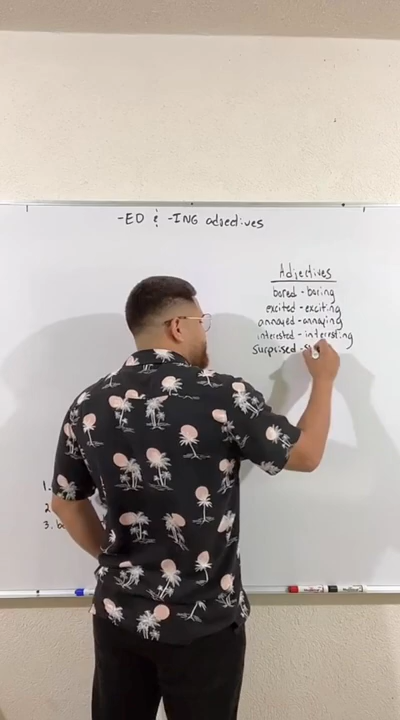 -ED & -ING adjectives
Adjectives
bored - boring
excited - exciting
annoyed - annoying
interested - interesting
surprised - s
1.
2
3. b